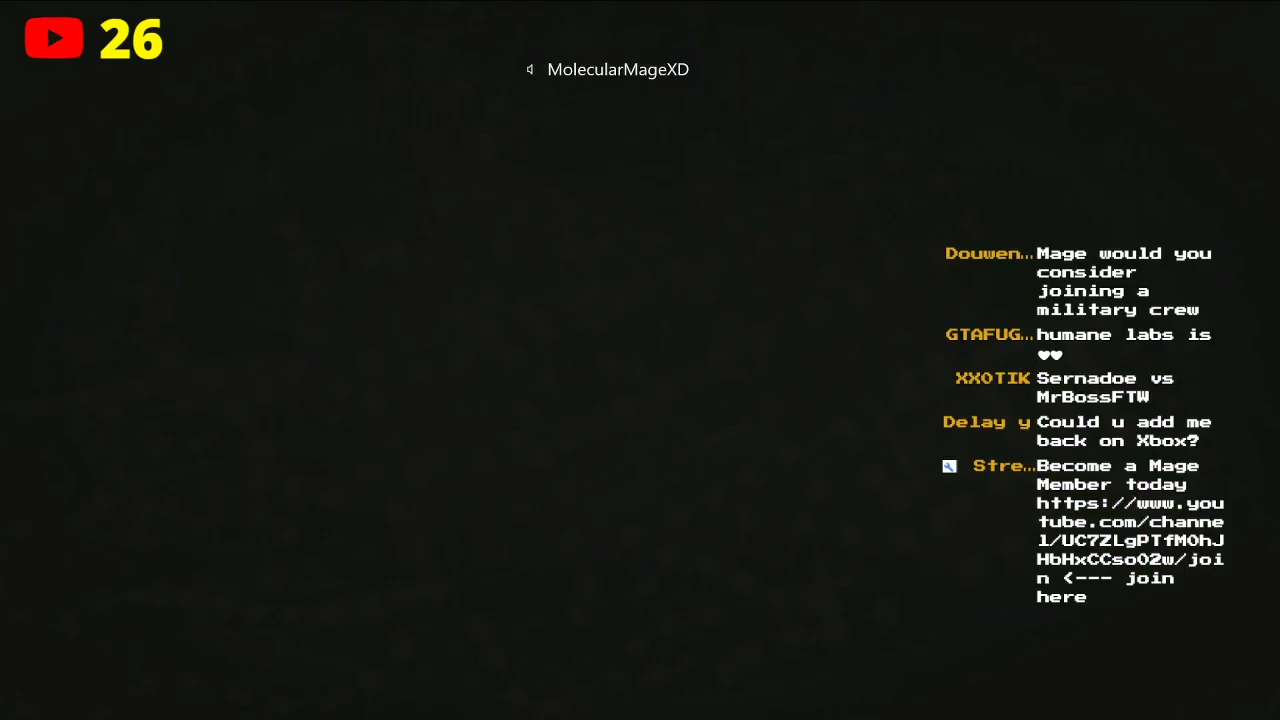 26
MolecularMageXD
Douwen… Mage would you
consider
joining a
military crew
GTAFUG… humane labs is
♥♥
XXOTIK Sernadoe vs
MrBossFTW
Delay y Could u add me
back on Xbox?
Stre… Become a Mage
Member today
https://www.you
tube.com/channe
l/UC7ZLgPTfMOhJ
HbHxCCsoO2w/joi
n <--- join
here